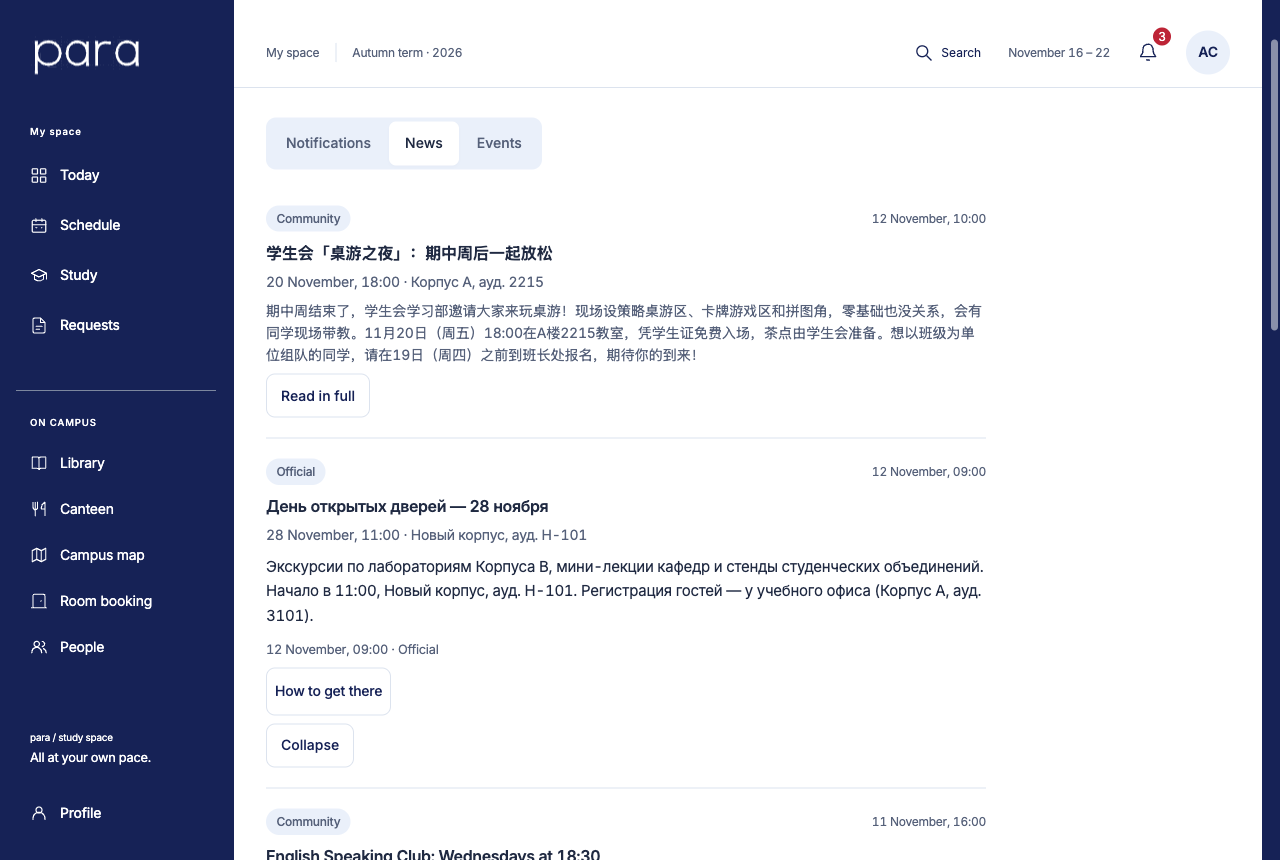 para
My space
Today
Schedule
Study
Requests
ON CAMPUS
Library
Canteen
Campus map
Room booking
People
para / study space
All at your own pace.
Profile
My space
Autumn term · 2026
Search
November 16 – 22
3
AC
Notifications
News
Events
Community
12 November, 10:00
学生会「桌游之夜」：期中周后一起放松
20 November, 18:00 · Корпус А, ауд. 2215
期中周结束了，学生会学习部邀请大家来玩桌游！现场设策略桌游区、卡牌游戏区和拼图角，零基础也没关系，会有
同学现场带教。11月20日（周五）18:00在A楼2215教室，凭学生证免费入场，茶点由学生会准备。想以班级为单
位组队的同学，请在19日（周四）之前到班长处报名，期待你的到来！
Read in full
Official
12 November, 09:00
День открытых дверей — 28 ноября
28 November, 11:00 · Новый корпус, ауд. Н-101
Экскурсии по лабораториям Корпуса В, мини-лекции кафедр и стенды студенческих объединений.
Начало в 11:00, Новый корпус, ауд. Н-101. Регистрация гостей — у учебного офиса (Корпус А, ауд.
3101).
12 November, 09:00 · Official
How to get there
Collapse
Community
11 November, 16:00
English Speaking Club: Wednesdays at 18:30